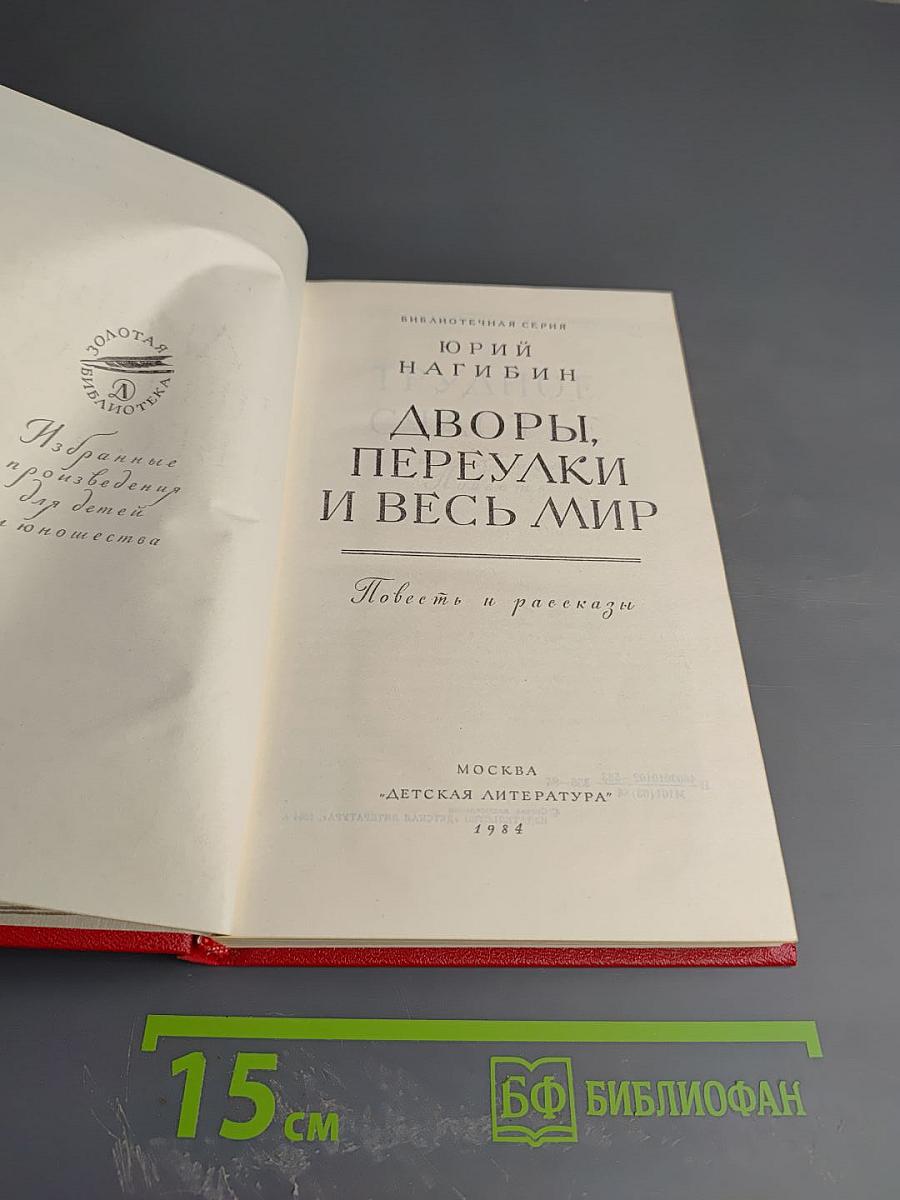 ЗОЛОТАЯ
БИБЛИОТЕКА
Д
Избранные
произведения
для детей
и юношества
БИБЛИОТЕЧНАЯ СЕРИЯ
ЮРИЙ
НАГИБИН
ДВОРЫ,
ПЕРЕУЛКИ
И ВЕСЬ МИР
Повесть и рассказы
МОСКВА
„ДЕТСКАЯ ЛИТЕРАТУРА"
1984
15 см
БФ БИБЛИОФАН